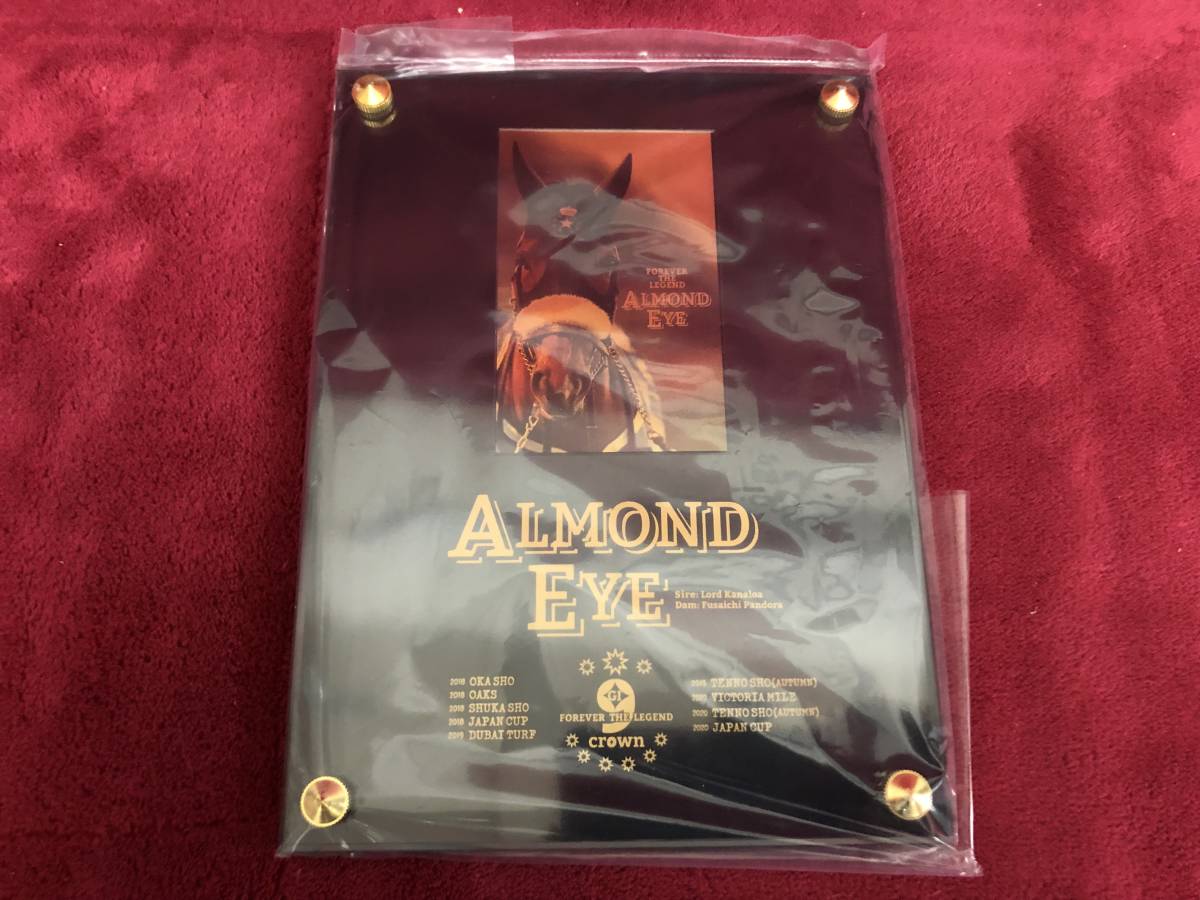 FOREVER
THE
LEGEND
ALMOND
EYE
ALMOND
EYE
Sire: Lord Kanaloa
Dam: Fusaichi Pandora
2018 OKA SHO
2018 OAKS
2018 SHUKA SHO
2018 JAPAN CUP
2019 DUBAI TURF
GI
9
FOREVER THE LEGEND
crown
2019 TENNO SHO (AUTUMN)
2020 VICTORIA MILE
2020 TENNO SHO (AUTUMN)
2020 JAPAN CUP